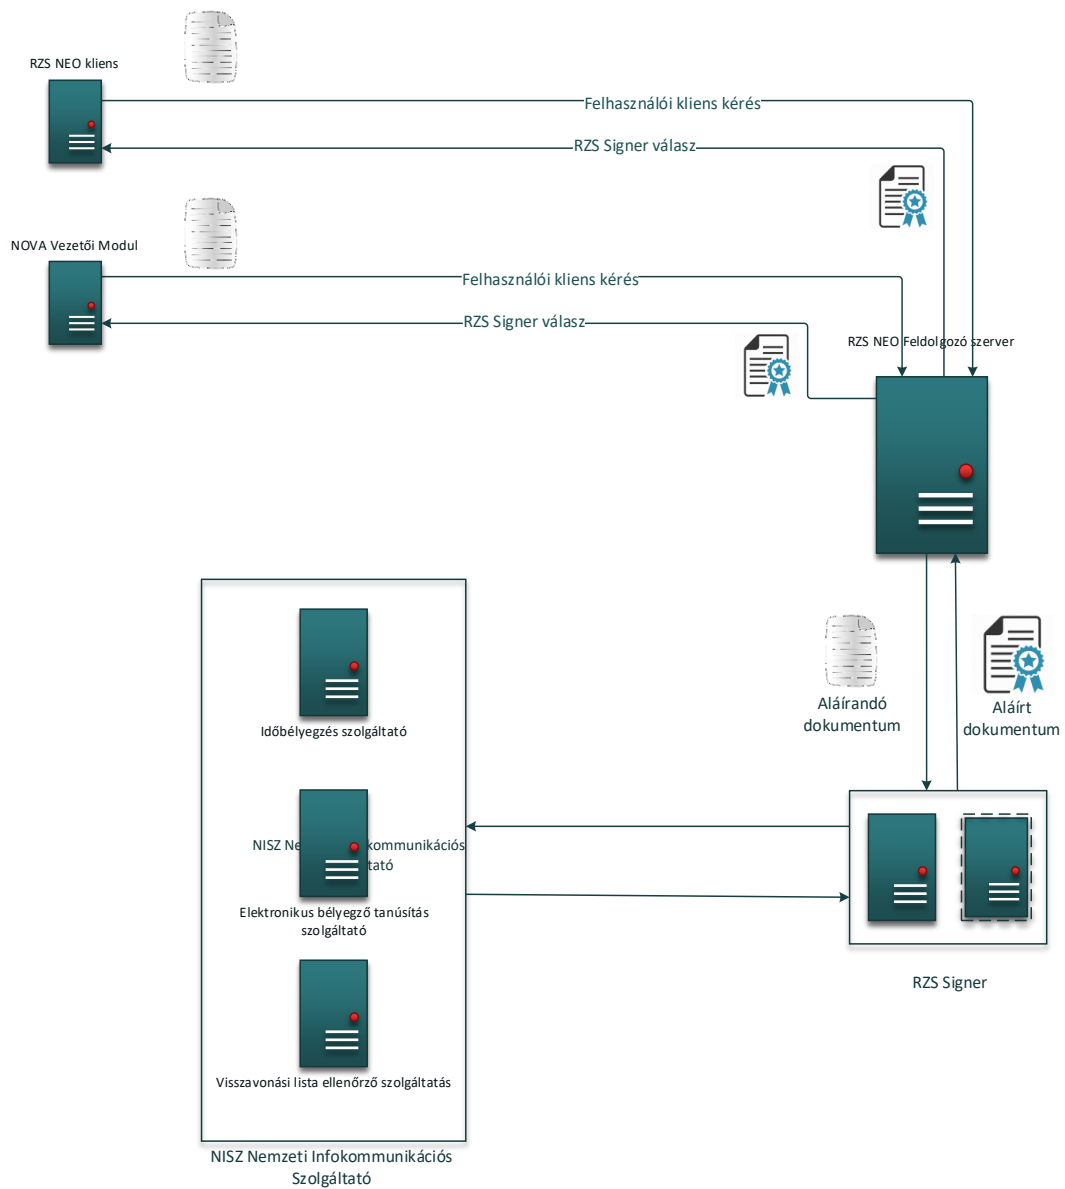 RZS NEO kliens
Felhasználói kliens kérés
RZS Signer válasz
NOVA Vezetői Modul
Felhasználói kliens kérés
RZS Signer válasz
RZS NEO Feldolgozó szerver
Aláírandó
dokumentum
Aláírt
dokumentum
Időbélyegzés szolgáltató
NISZ
Elektronikus bélyegző tanúsítás
szolgáltató
RZS Signer
Visszavonási lista ellenőrző szolgáltatás
NISZ Nemzeti Infokommunikációs
Szolgáltató